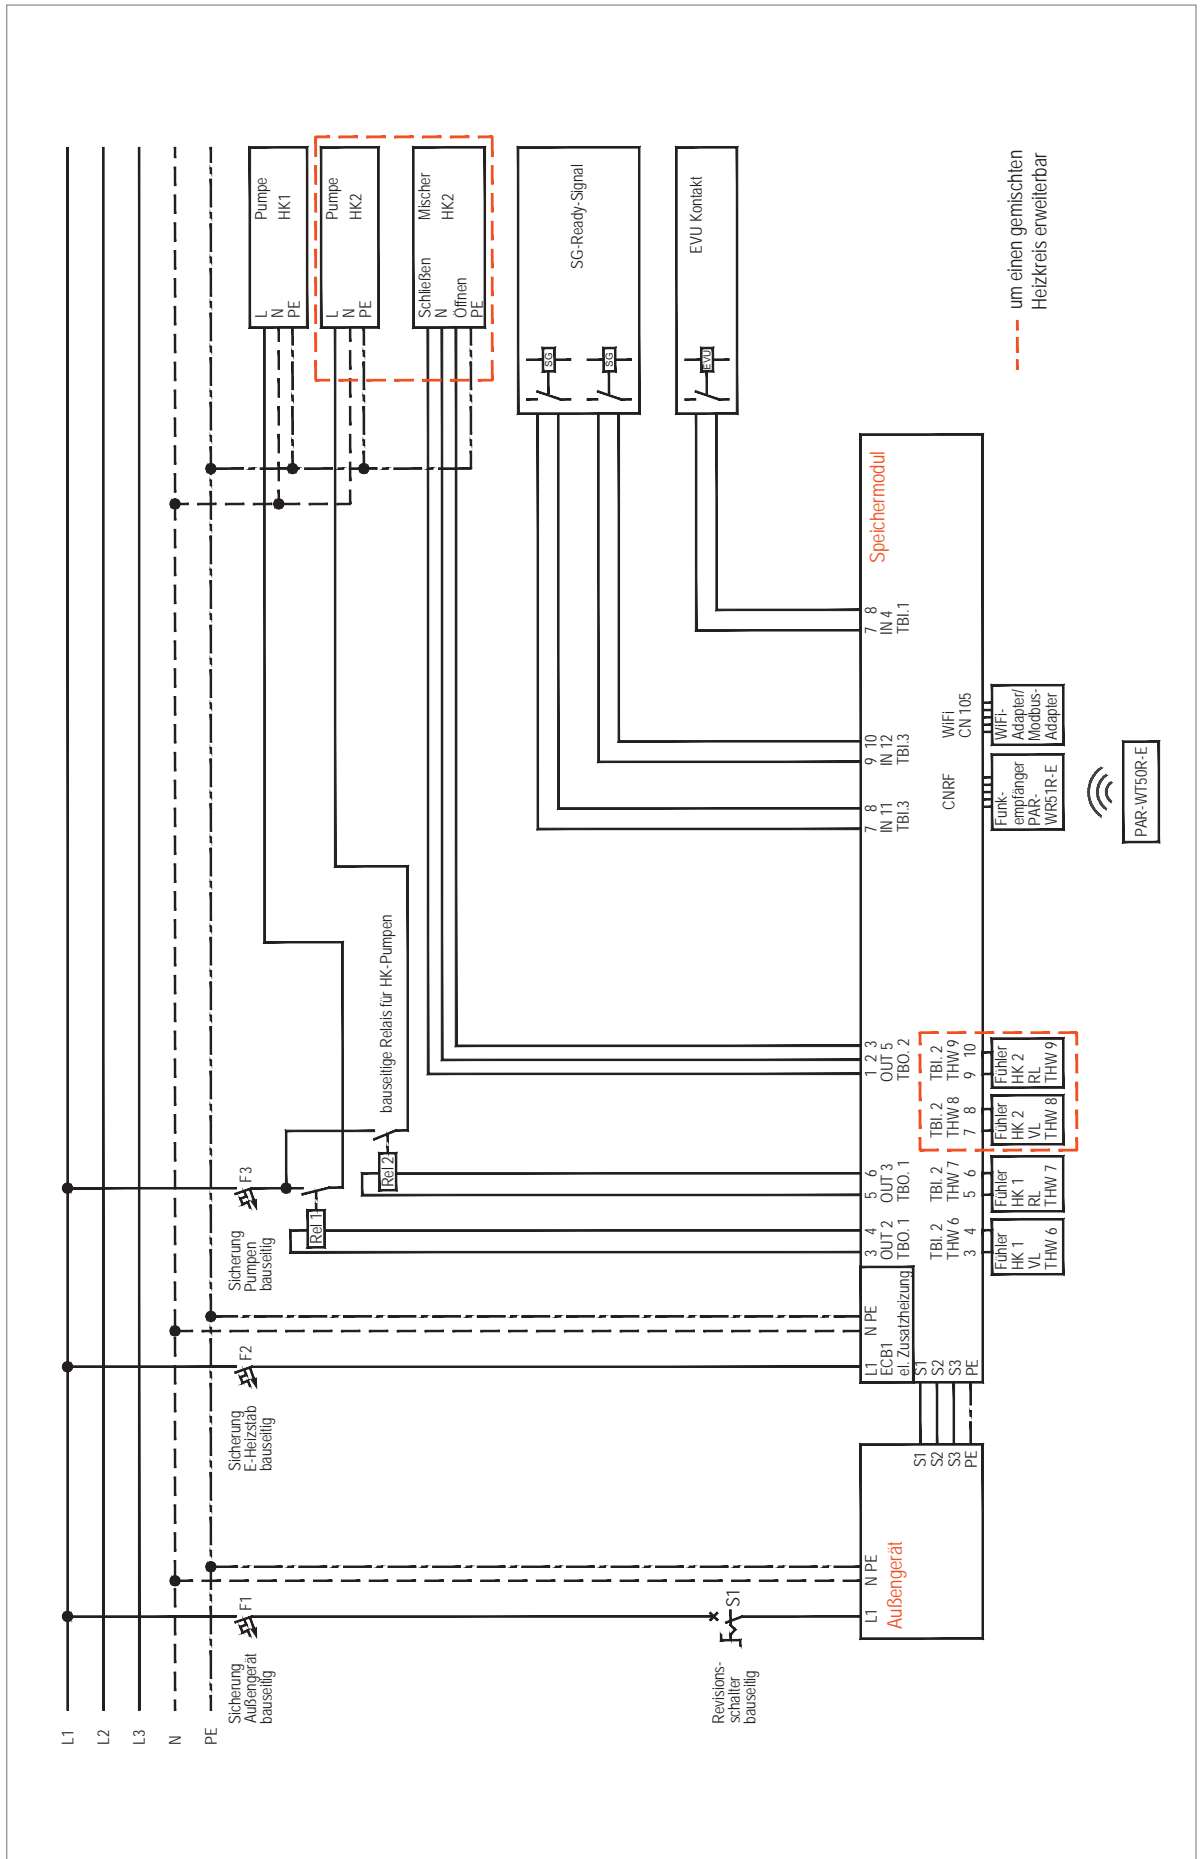 L1
L2
L3
N
PE
Sicherung
Außengerät
bauseitig
F1
Sicherung
E-Heizstab
bauseitig
F2
Sicherung
Pumpen
bauseitig
F3
Rel 1
Rel 2
bauseitige Relais für HK-Pumpen
Pumpe
HK1
L
N
PE
Pumpe
HK2
L
N
PE
Mischer
HK2
Schließen
N
Öffnen
PE
SG-Ready-Signal
SG
SG
EVU Kontakt
EVU
um einen gemischten
Heizkreis erweiterbar
Revisions-
schalter
bauseitig
S1
L1
N PE
Außengerät
S1
S2
S3
PE
L1
N PE
ECB1
el. Zusatzheizung
S1
S2
S3
PE
3 4
OUT 2
TBO. 1
5 6
OUT 3
TBO. 1
1 2 3
OUT 5
TBO. 2
7 8
IN 11
TBI.3
9 10
IN 12
TBI.3
7 8
IN 4
TBI.1
Speichermodul
TBI. 2
THW 6
3 4
TBI. 2
THW 7
5 6
TBI. 2
THW 8
7 8
TBI. 2
THW 9
9 10
CNRF
WiFi
CN 105
Fühler
HK 1
VL
THW 6
Fühler
HK 1
RL
THW 7
Fühler
HK 2
VL
THW 8
Fühler
HK 2
RL
THW 9
Funk-
empfänger
PAR-
WR51R-E
WiFi-
Adapter/
Modbus-
Adapter
PAR-WT50R-E